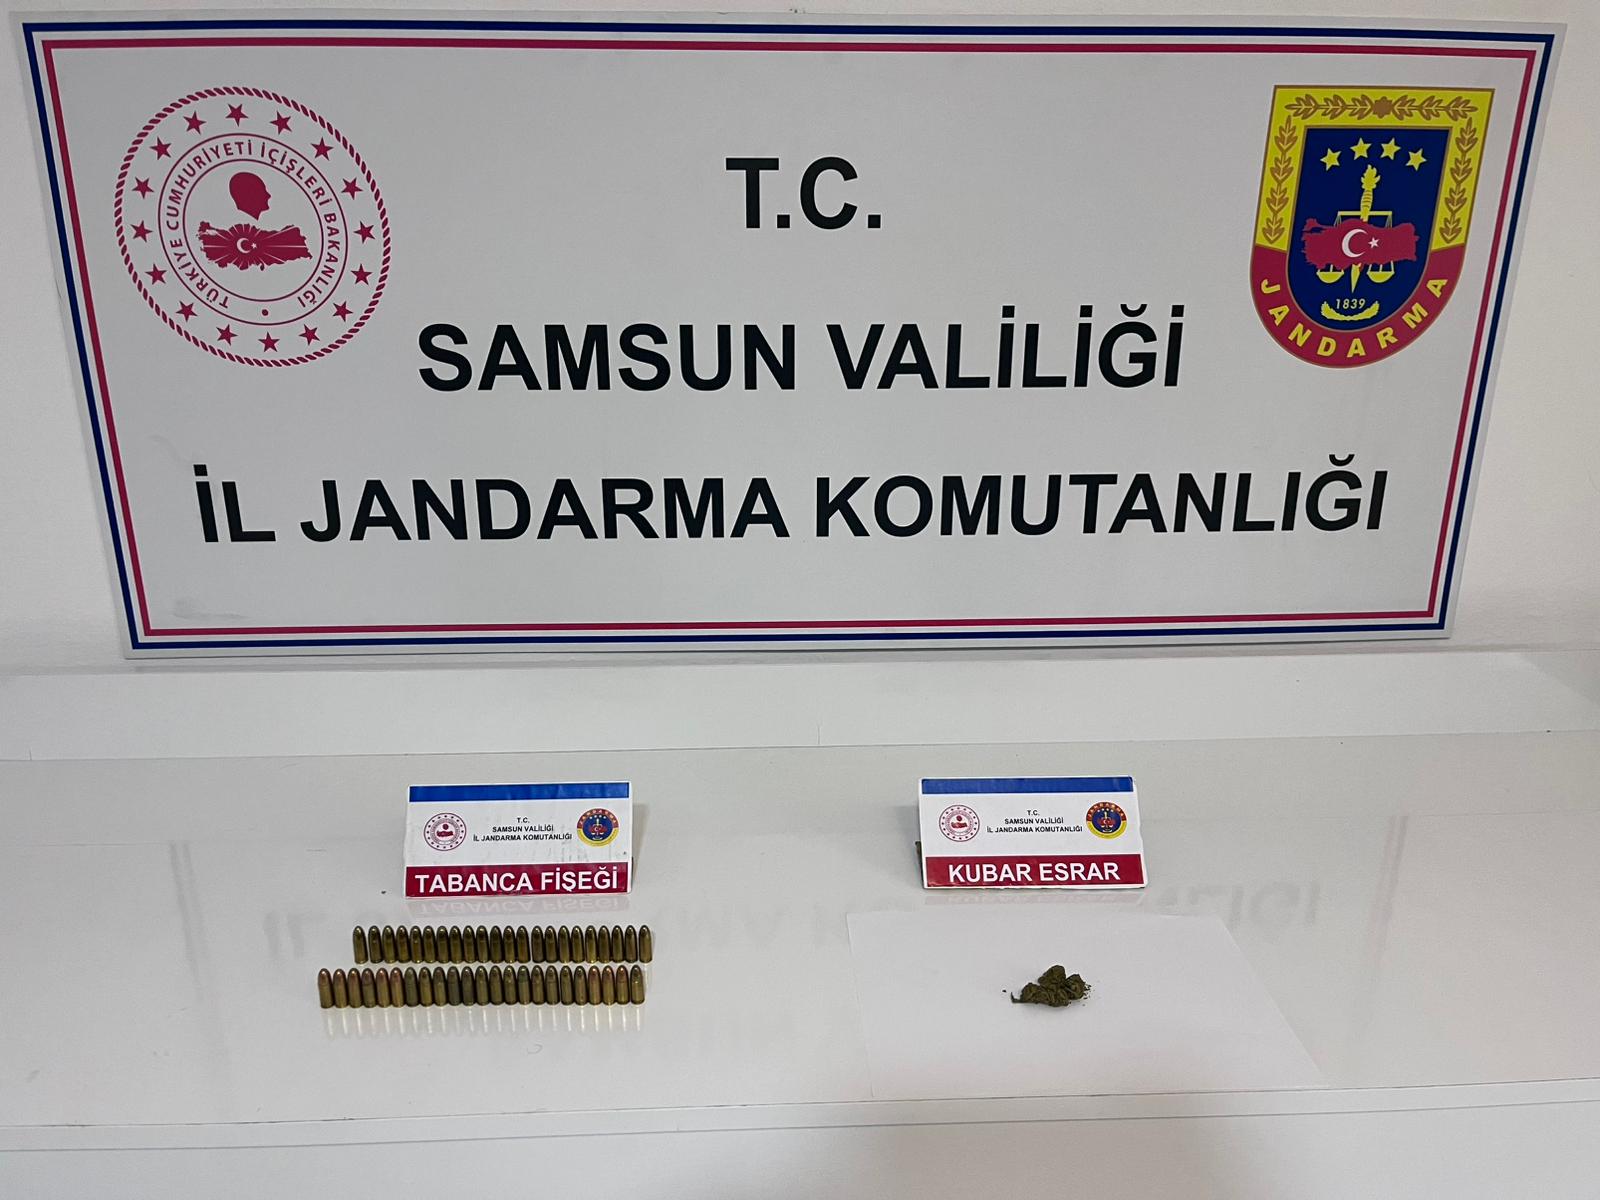 T.C.
SAMSUN VALİLİĞİ
İL JANDARMA KOMUTANLIĞI
TÜRKİYE CUMHURİYETİ İÇİŞLERİ BAKANLIĞI
1839
JANDARMA
T.C.
SAMSUN VALİLİĞİ
İL JANDARMA KOMUTANLIĞI
TABANCA FİŞEĞİ
T.C.
SAMSUN VALİLİĞİ
İL JANDARMA KOMUTANLIĞI
KUBAR ESRAR